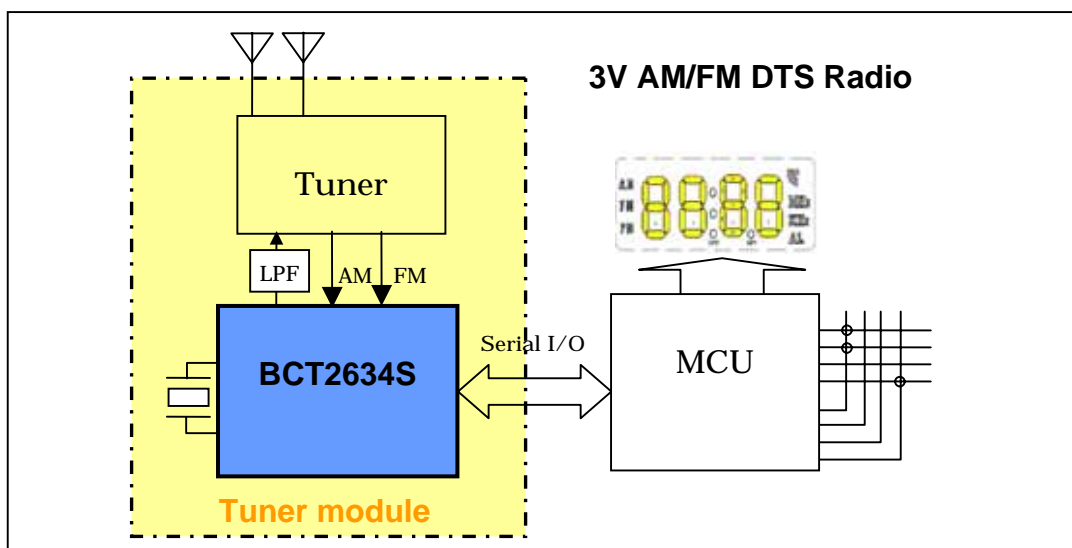 3V AM/FM DTS Radio
Tuner
LPF
AM
FM
BCT2634S
Serial I/O
MCU
Tuner module